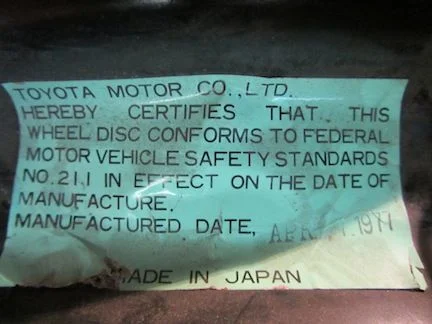 TOYOTA MOTOR CO.,LTD.
HEREBY CERTIFIES THAT THIS
WHEEL DISC CONFORMS TO FEDERAL
MOTOR VEHICLE SAFETY STANDARDS
NO.211 IN EFFECT ON THE DATE OF
MANUFACTURE.
MANUFACTURED DATE, 1977
MADE IN JAPAN